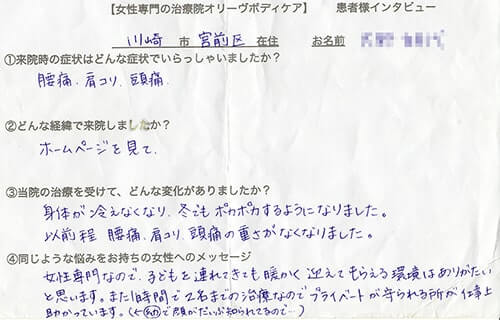 【女性専門の治療院オリーヴボディケア】 患者様インタビュー
川崎 市 宮前区 在住 お名前
①来院時の症状はどんな症状でいらっしゃいましたか?
腰痛、肩コリ、頭痛、
②どんな経緯で来院しましたか?
ホームページを見て、
③当院の治療を受けて、どんな変化がありましたか?
身体が冷えなくなり、冬でもポカポカするようになりました。
以前程 腰痛、肩コリ、頭痛の重さがなくなりました。
④同じような悩みをお持ちの女性へのメッセージ
女性専門なので、子どもを連れてきても暖かく迎えてもらえる環境はありがたい
と思います。また1時間で2名までの治療なのでプライベートが守られる所が仕事上
助かっています。(← で顔がだいぶ知られてるので…)